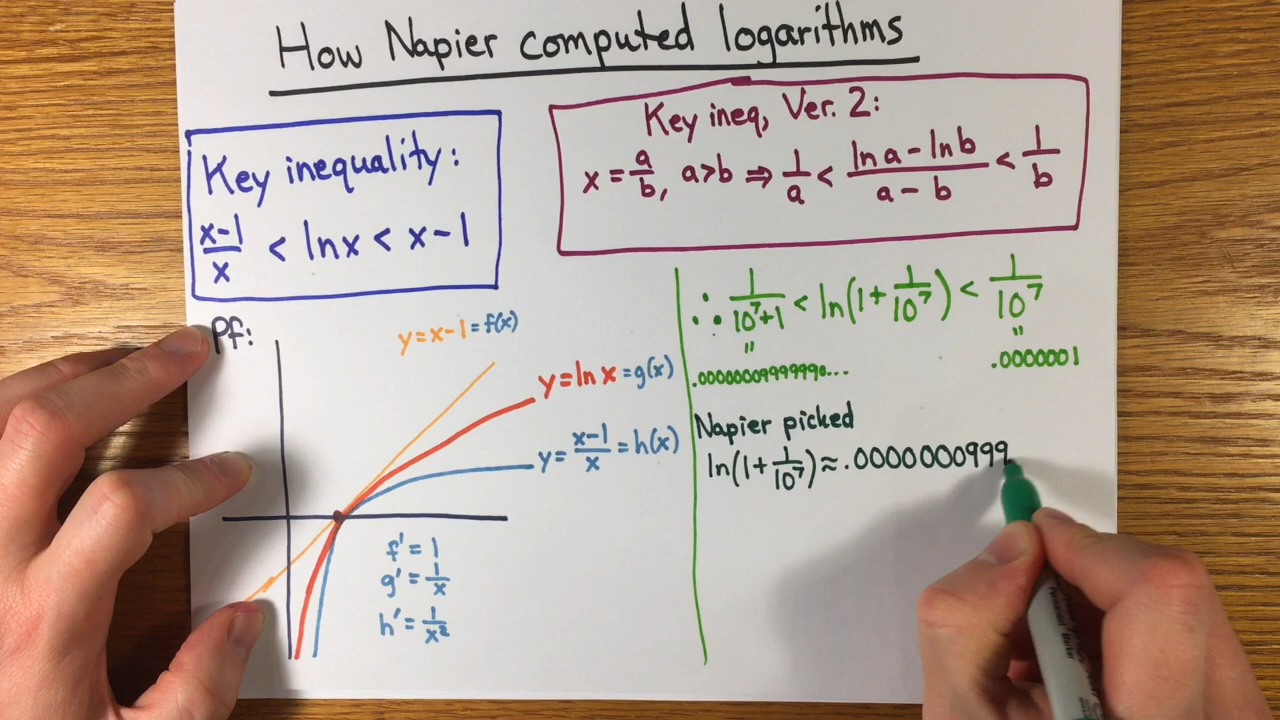 How Napier computed logarithms
Key inequality:
x-1/x < ln x < x-1
Key ineq, Ver. 2:
x = a/b, a>b ⇒ 1/a < ln a - ln b/a - b < 1/b
Pf:
y=x-1=f(x)
y=ln x=g(x)
y=x-1/x=h(x)
f'=1
g'=1/x
h'=1/x²
∴ 1/10⁷+1 < ln(1+1/10⁷) < 1/10⁷
" "
.00000009999990... .0000001
Napier picked
ln(1+1/10⁷)≈.0000000999